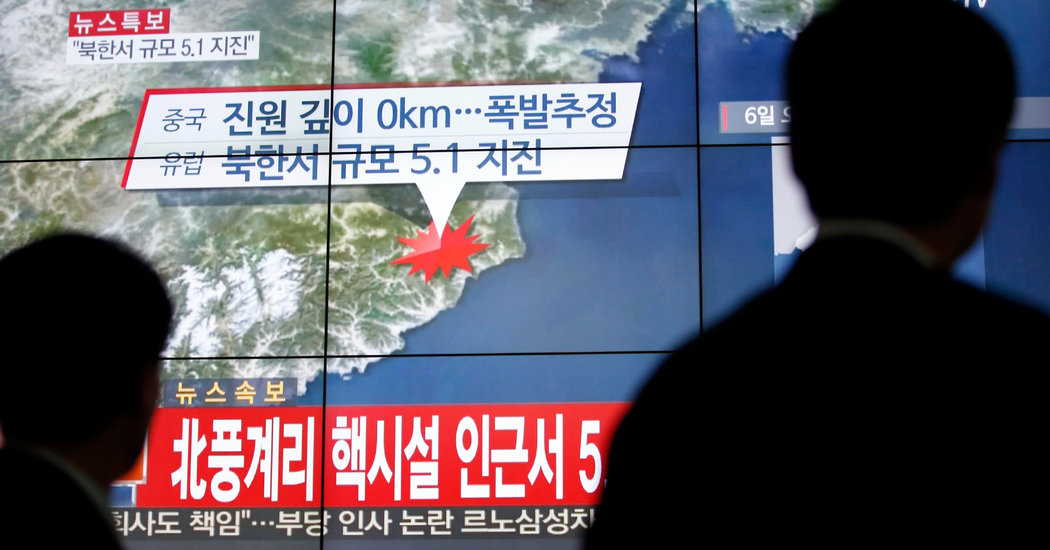 뉴스특보
"북한서 규모 5.1 지진"
중국 진원 깊이 0km…폭발추정
유럽 북한서 규모 5.1 지진
6일
뉴스속보
北풍계리 핵시설 인근서 5.
회사도 책임"…부당 인사 논란 르노삼성차